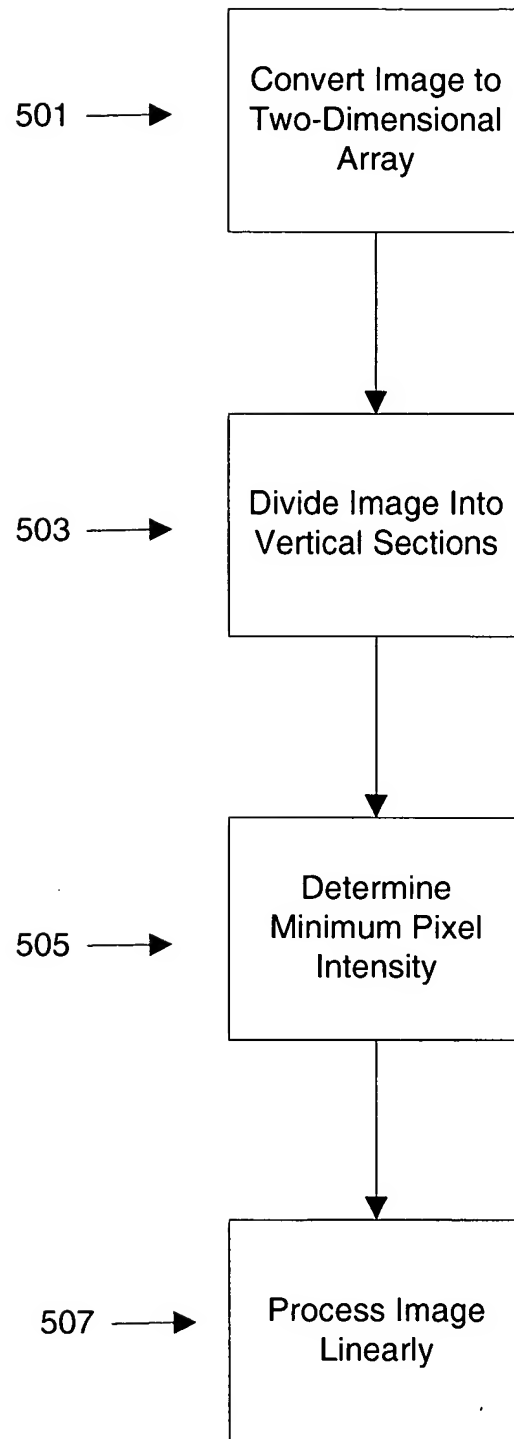 501
Convert Image to
Two-Dimensional
Array
503
Divide Image Into
Vertical Sections
505
Determine
Minimum Pixel
Intensity
507
Process Image
Linearly